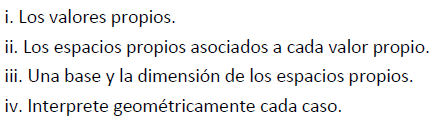 i. Los valores propios.
ii. Los espacios propios asociados a cada valor propio.
iii. Una base y la dimensión de los espacios propios.
iv. Interprete geométricamente cada caso.